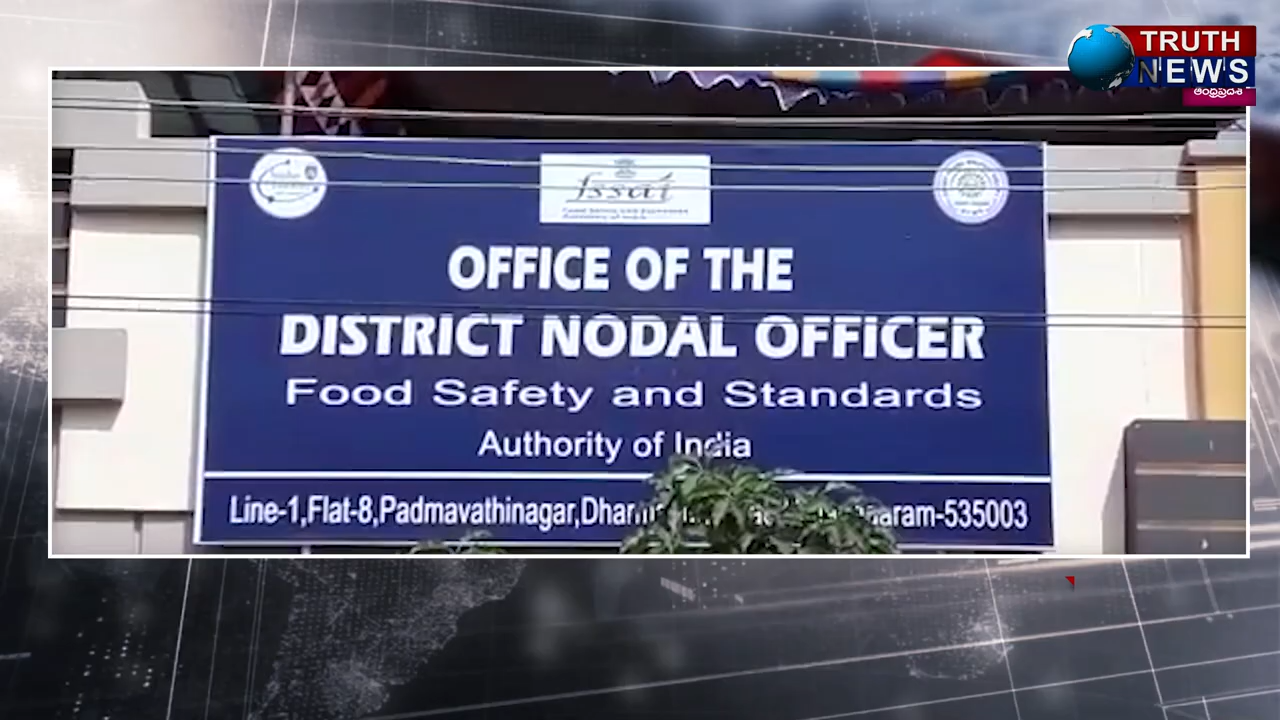 TRUTH
NEWS
ఆంధ్రప్రదేశ్
fssai
OFFICE OF THE
DISTRICT NODAL OFFICER
Food Safety and Standards
Authority of India
Line-1,Flat-8,Padmavathinagar, 535003